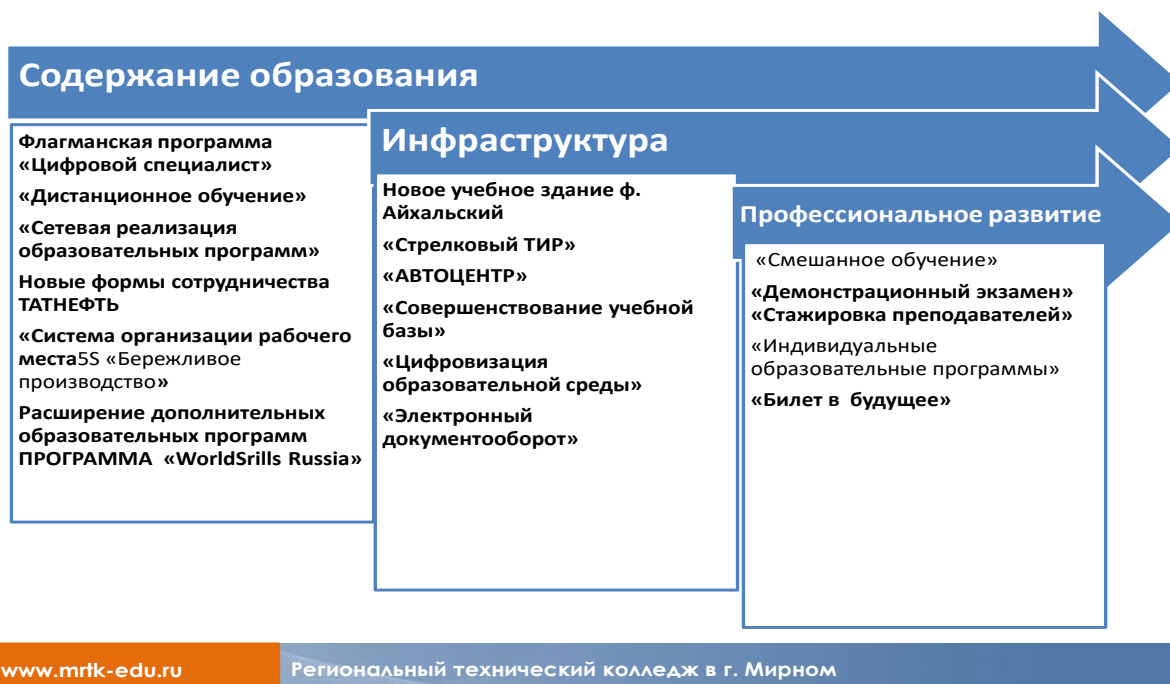 Содержание образования
Флагманская программа
«Цифровой специалист»
«Дистанционное обучение»
«Сетевая реализация
образовательных программ»
Новые формы сотрудничества
ТАТНЕФТЬ
«Система организации рабочего
места5S «Бережливое
производство»
Расширение дополнительных
образовательных программ
ПРОГРАММА «WorldSrills Russia»
Инфраструктура
Новое учебное здание ф.
Айхальский
«Стрелковый ТИР»
«АВТОЦЕНТР»
«Совершенствование учебной
базы»
«Цифровизация
образовательной среды»
«Электронный
документооборот»
Профессиональное развитие
«Смешанное обучение»
«Демонстрационный экзамен»
«Стажировка преподавателей»
«Индивидуальные
образовательные программы»
«Билет в будущее»
www.mrtk-edu.ru
Региональный технический колледж в г. Мирном